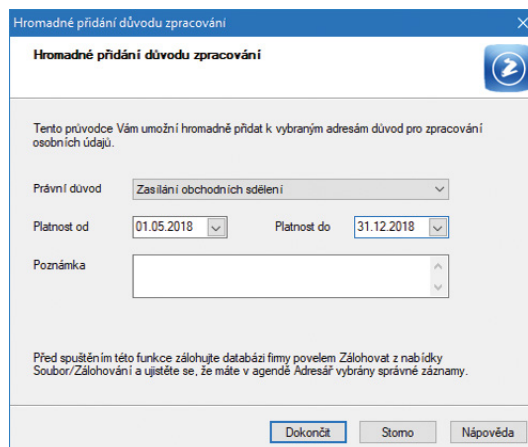 Hromadné přidání důvodu zpracování
Hromadné přidání důvodu zpracování
Tento průvodce Vám umožní hromadně přidat k vybraným adresám důvod pro zpracování
osobních údajů.
Právní důvod Zasílání obchodních sdělení
Platnost od 01.05.2018 Platnost do 31.12.2018
Poznámka
Před spuštěním této funkce zálohujte databázi firmy povelem Zálohovat z nabídky
Soubor/Zálohování a ujistěte se, že máte v agendě Adresář vybrány správné záznamy.
Dokončit Storno Nápověda